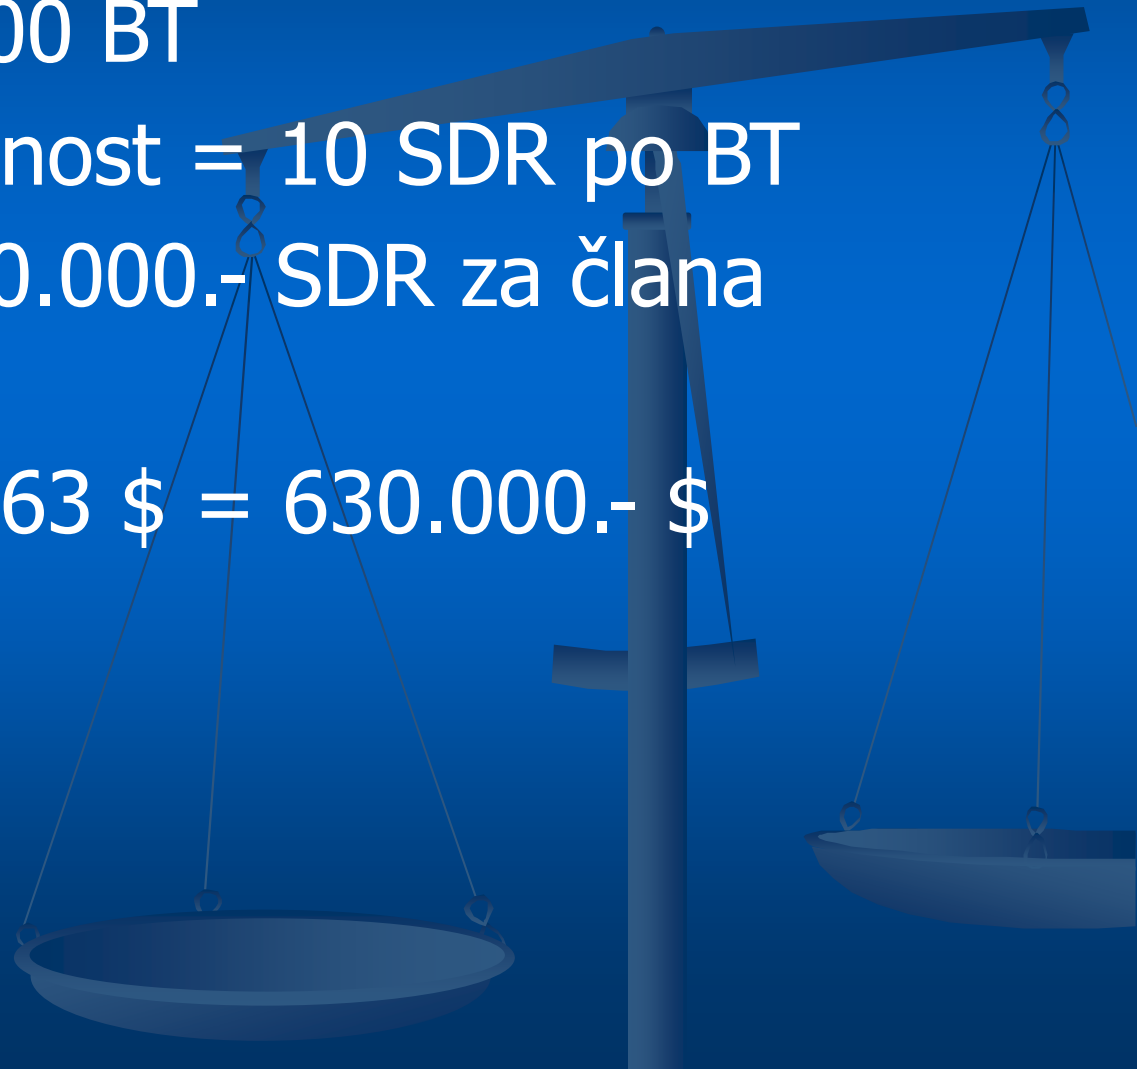 00 BT
nost = 10 SDR po BT
0.000.- SDR za člana
63 $ = 630.000.- $